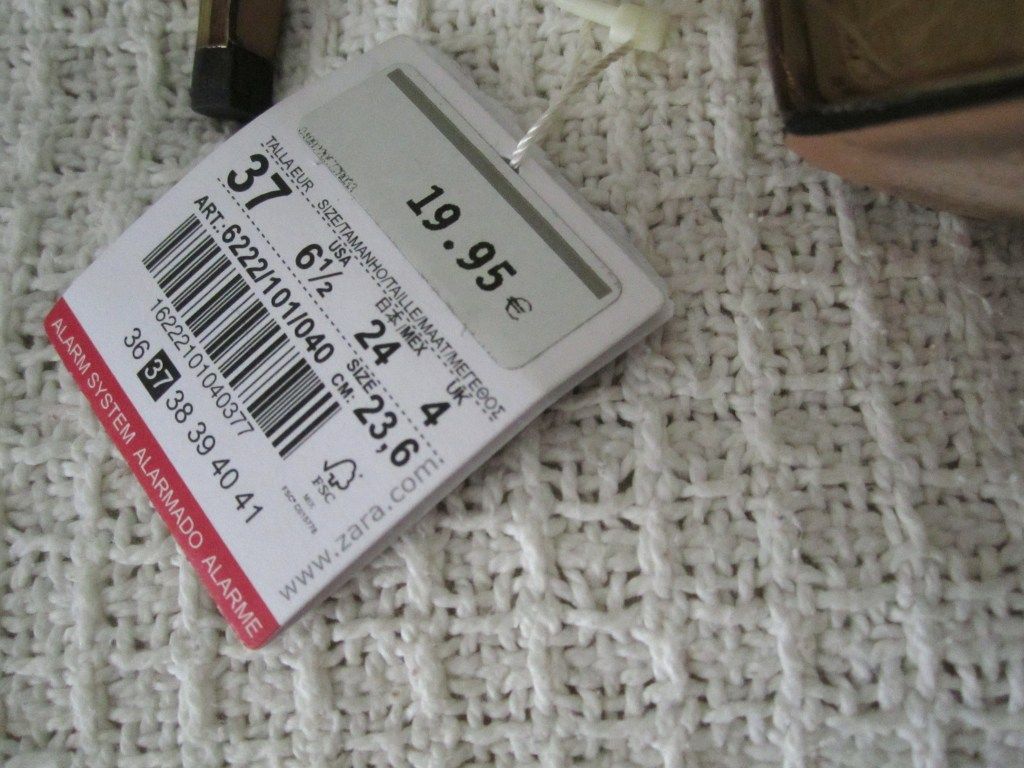 19.95 €
TALLA EUR SIZE/TAMANHO/TAILLE/MAAT/ΜΕΓΕΘΟΣ
USA 日本/MEX UK
37 6½ 24 4
ART. 6222/101/040 SIZE CM: 23,6
16222101040377
36 37 38 39 40 41
FSC
MIX
www.zara.com
ALARM SYSTEM ALARMADO ALARME